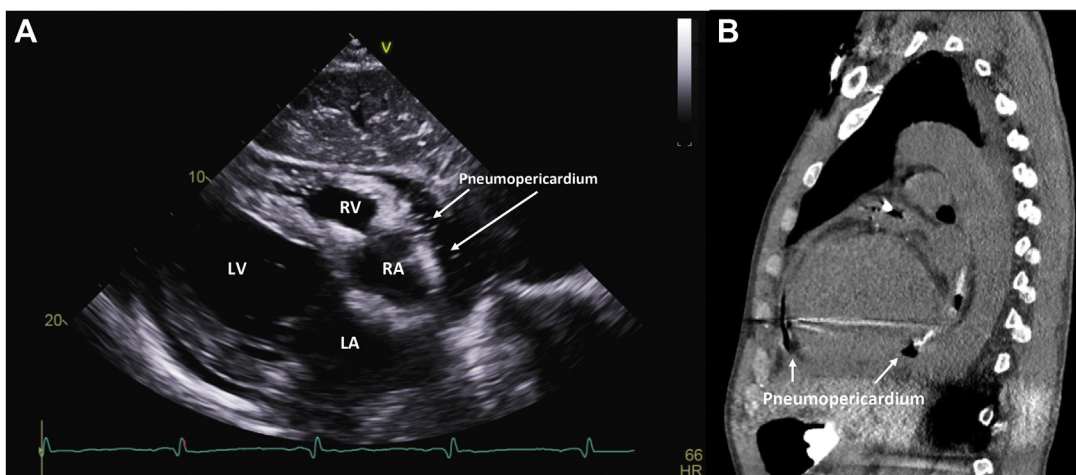 A
V
B
10
Pneumopericardium
RV
LV
RA
20
LA
Pneumopericardium
66
HR